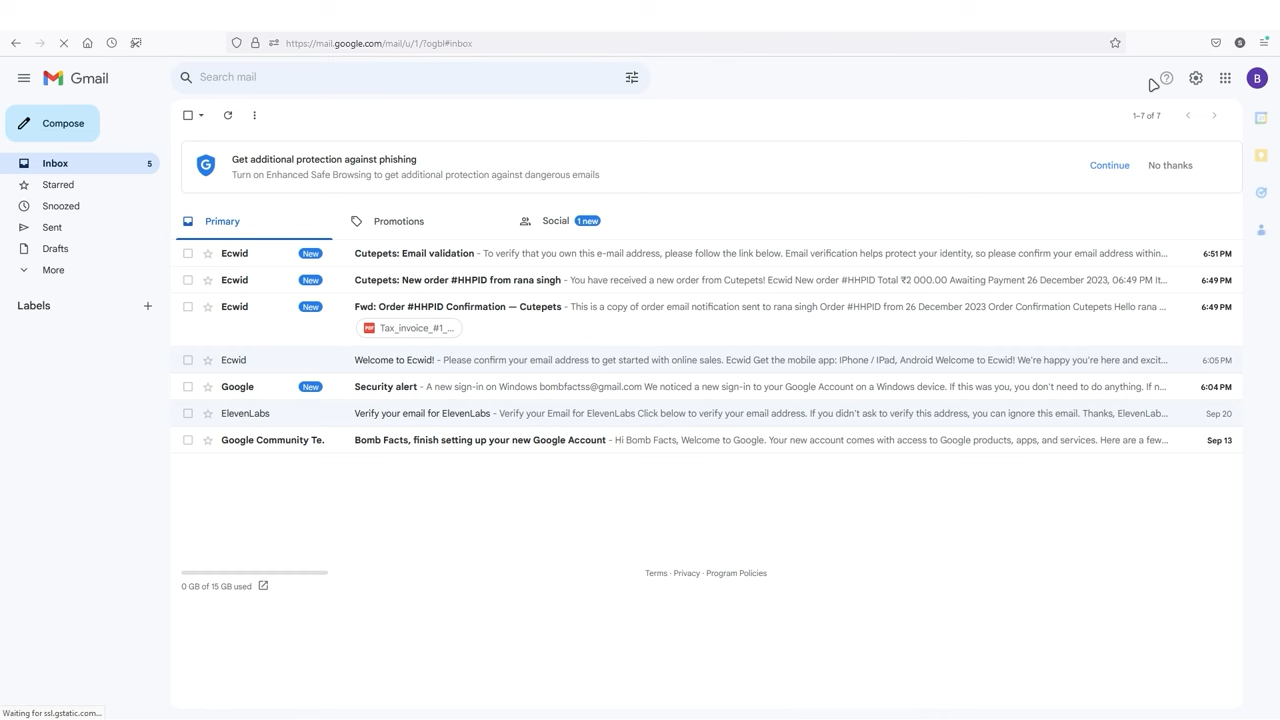 https://mail.google.com/mail/u/1/?ogbl#inbox
Gmail
Search mail
B
Compose
1–7 of 7
Get additional protection against phishing
Turn on Enhanced Safe Browsing to get additional protection against dangerous emails
Continue
No thanks
Inbox 5
Starred
Snoozed
Sent
Drafts
More
Labels
Primary
Promotions
Social 1 new
Ecwid New Cutepets: Email validation - To verify that you own this e-mail address, please follow the link below. Email verification helps protect your identity, so please confirm your email address within... 6:51 PM
Ecwid New Cutepets: New order #HHPID from rana singh - You have received a new order from Cutepets! Ecwid New order #HHPID Total ₹2 000.00 Awaiting Payment 26 December 2023, 06:49 PM It... 6:49 PM
Ecwid New Fwd: Order #HHPID Confirmation — Cutepets - This is a copy of order email notification sent to rana singh Order #HHPID from 26 December 2023 Order Confirmation Cutepets Hello rana ... 6:49 PM
PDF Tax_invoice_#1_...
Ecwid Welcome to Ecwid! - Please confirm your email address to get started with online sales. Ecwid Get the mobile app: IPhone / IPad, Android Welcome to Ecwid! We're happy you're here and excit... 6:05 PM
Google New Security alert - A new sign-in on Windows bombfactss@gmail.com We noticed a new sign-in to your Google Account on a Windows device. If this was you, you don't need to do anything. If n... 6:04 PM
ElevenLabs Verify your email for ElevenLabs - Verify your Email for ElevenLabs Click below to verify your email address. If you didn't ask to verify this address, you can ignore this email. Thanks, ElevenLab... Sep 20
Google Community Te. Bomb Facts, finish setting up your new Google Account - Hi Bomb Facts, Welcome to Google. Your new account comes with access to Google products, apps, and services. Here are a few... Sep 13
0 GB of 15 GB used
Terms · Privacy · Program Policies
Waiting for ssl.gstatic.com...